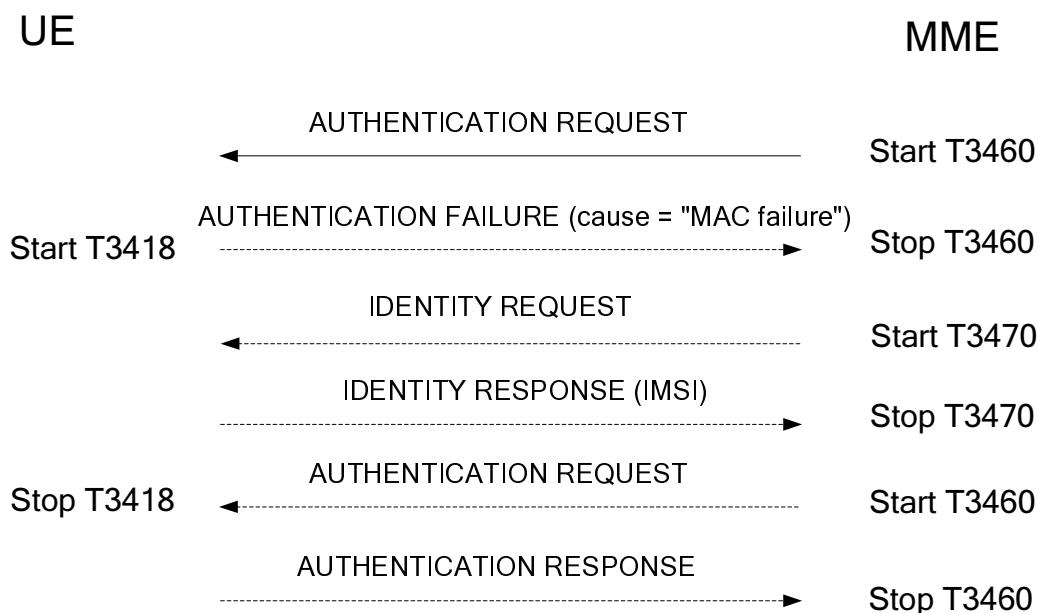 UE
MME
AUTHENTICATION REQUEST
Start T3460
AUTHENTICATION FAILURE (cause = "MAC failure")
Start T3418
Stop T3460
IDENTITY REQUEST
Start T3470
IDENTITY RESPONSE (IMSI)
Stop T3470
AUTHENTICATION REQUEST
Stop T3418
Start T3460
AUTHENTICATION RESPONSE
Stop T3460